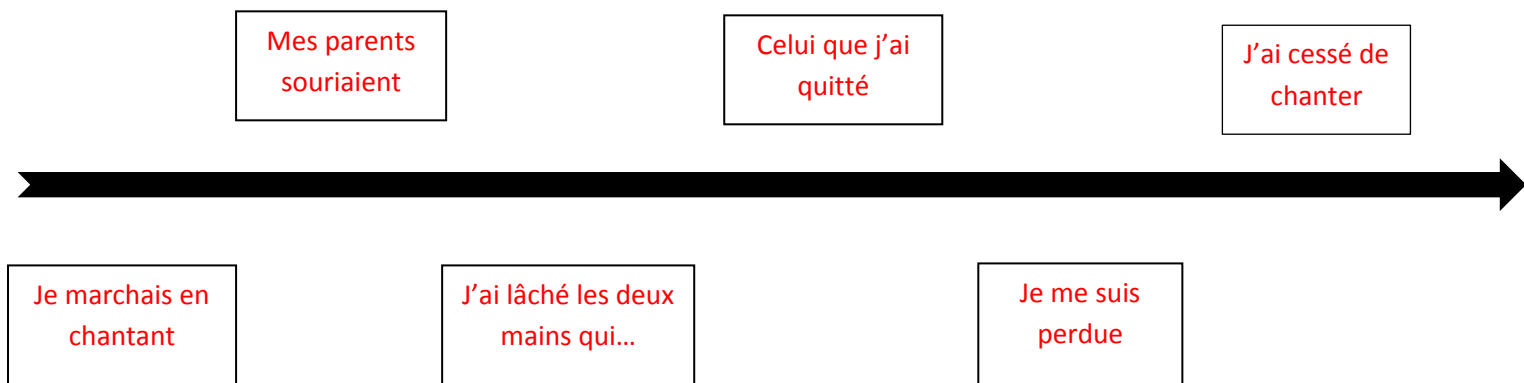 Mes parents
souriaient
Celui que j’ai
quitté
J’ai cessé de
chanter
Je marchais en
chantant
J’ai lâché les deux
mains qui…
Je me suis
perdue